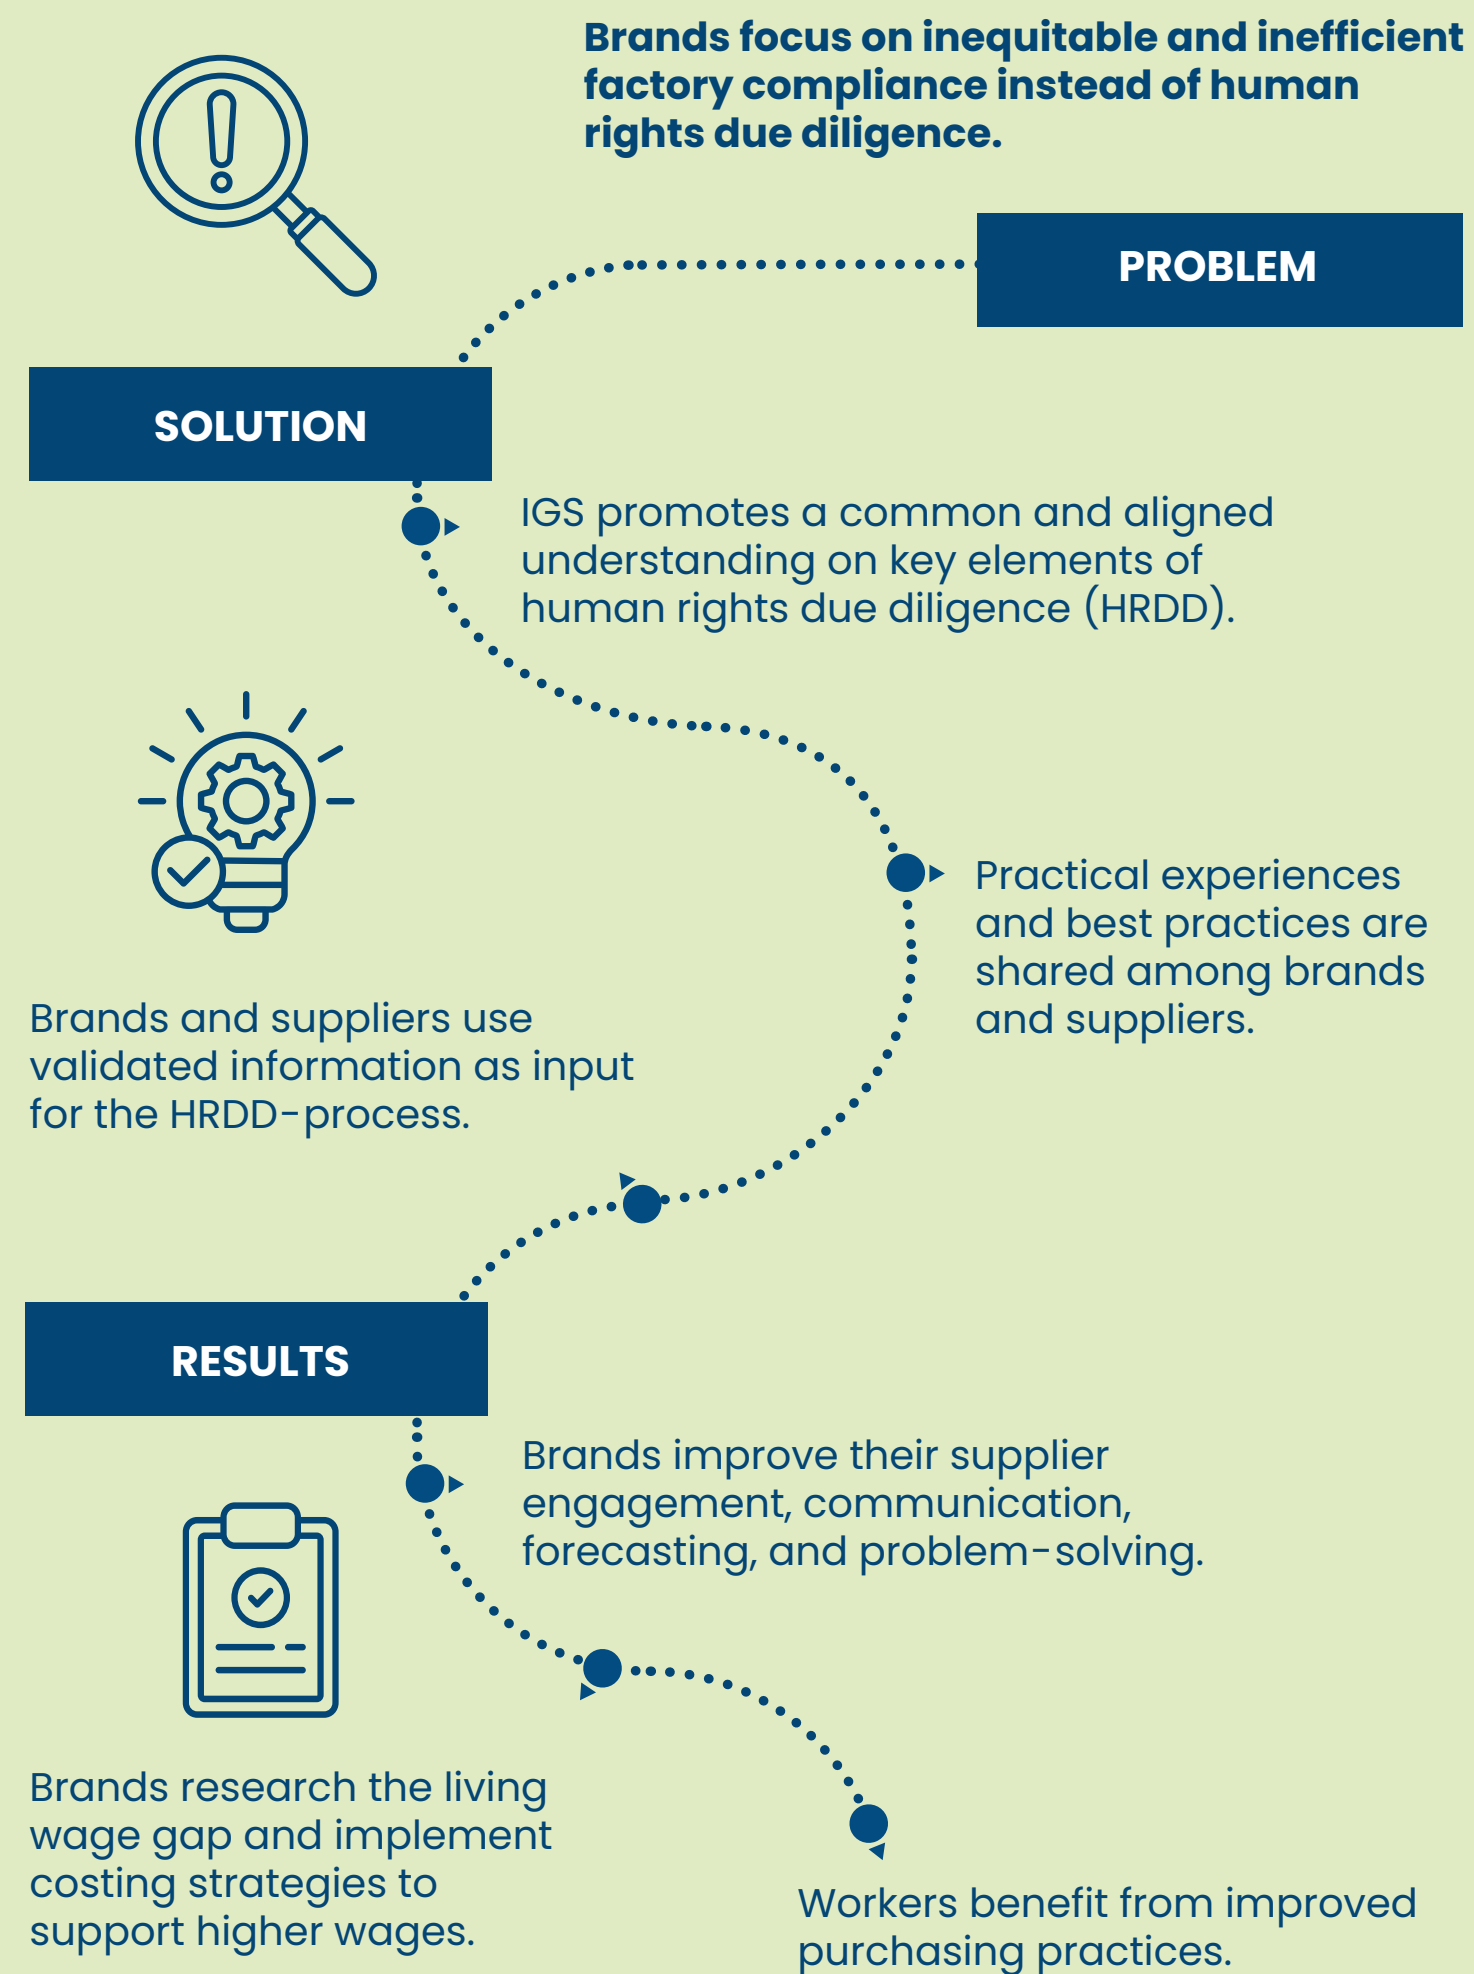 Brands focus on inequitable and inefficient
factory compliance instead of human
rights due diligence.
PROBLEM
SOLUTION
IGS promotes a common and aligned
understanding on key elements of
human rights due diligence (HRDD).
Practical experiences
and best practices are
shared among brands
and suppliers.
Brands and suppliers use
validated information as input
for the HRDD-process.
RESULTS
Brands improve their supplier
engagement, communication,
forecasting, and problem-solving.
Brands research the living
wage gap and implement
costing strategies to
support higher wages.
Workers benefit from improved
purchasing practices.